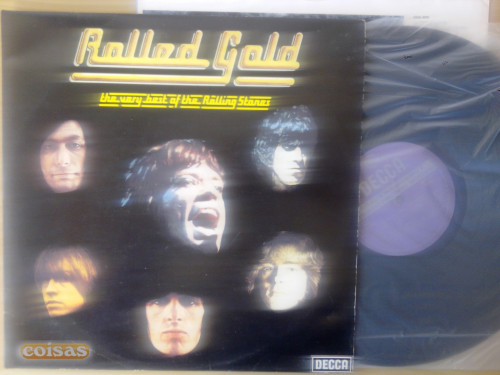 Rolled Gold
the very best of the Rolling Stones
DECCA
coisas
DECCA